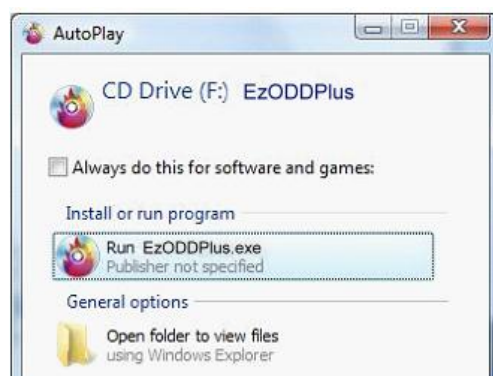 AutoPlay
CD Drive (F:) EzODDPlus
Always do this for software and games:
Install or run program
Run EzODDPlus.exe
Publisher not specified
General options
Open folder to view files
using Windows Explorer